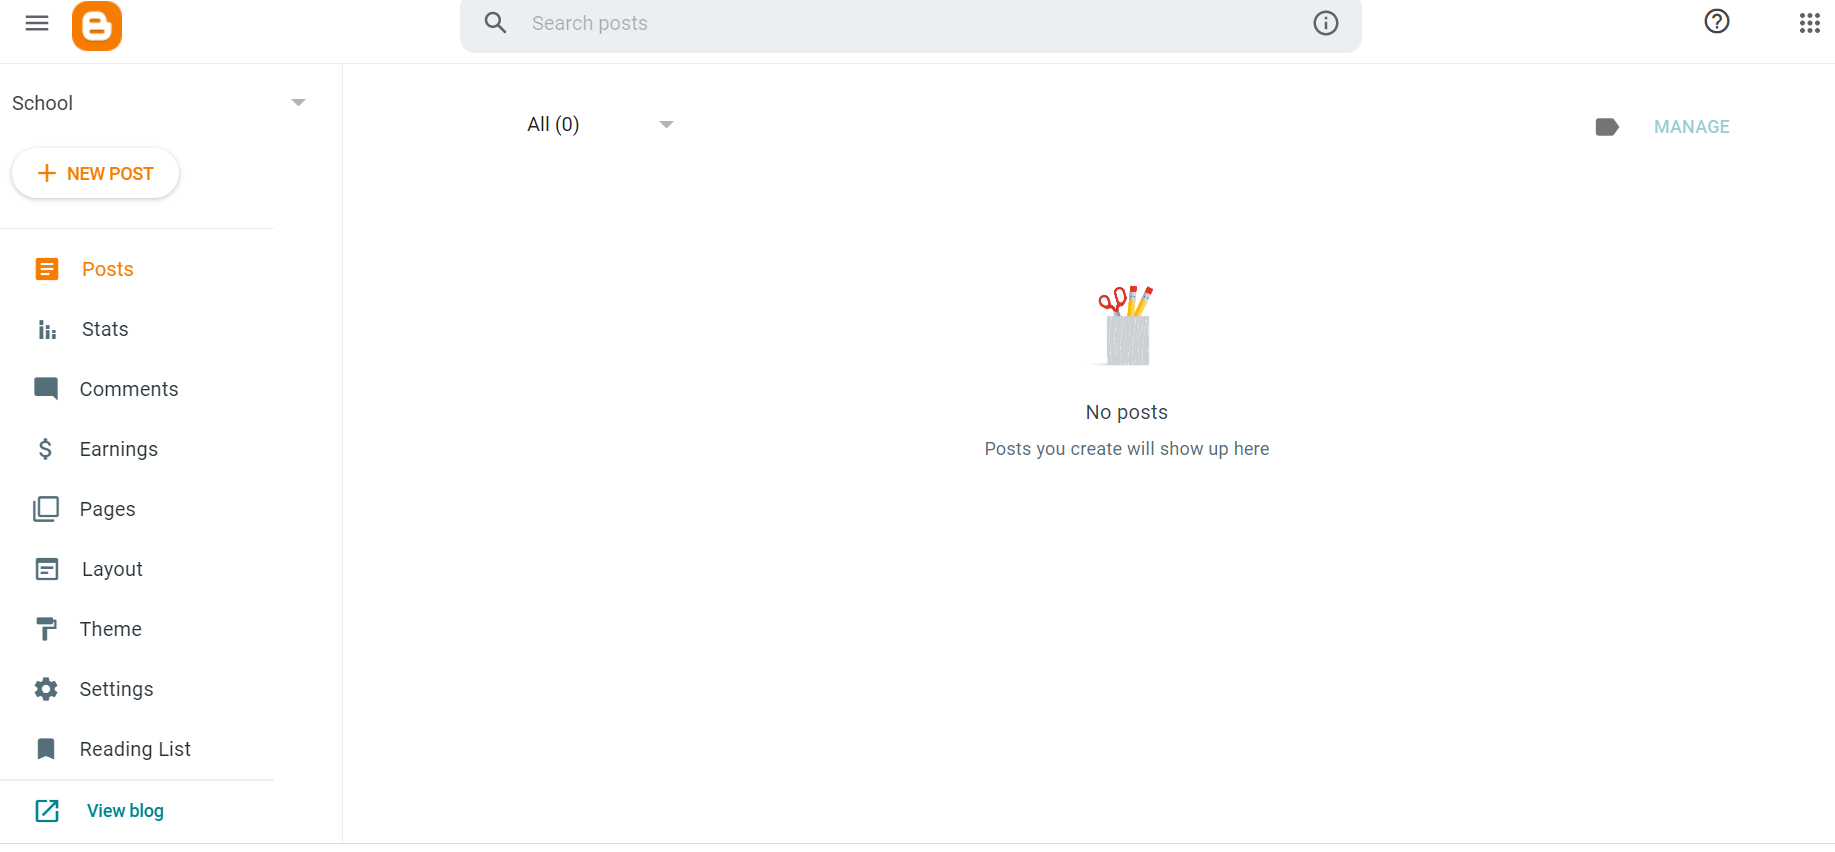 Search posts
School
NEW POST
Posts
Stats
Comments
Earnings
Pages
Layout
Theme
Settings
Reading List
View blog
All (0)
MANAGE
No posts
Posts you create will show up here